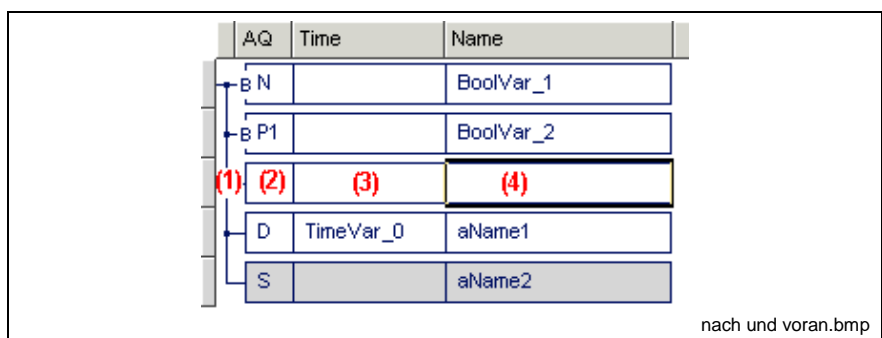 AQ Time Name
B N BoolVar_1
B P1 BoolVar_2
(1) (2) (3) (4)
D TimeVar_0 aName1
S aName2
nach und voran.bmp